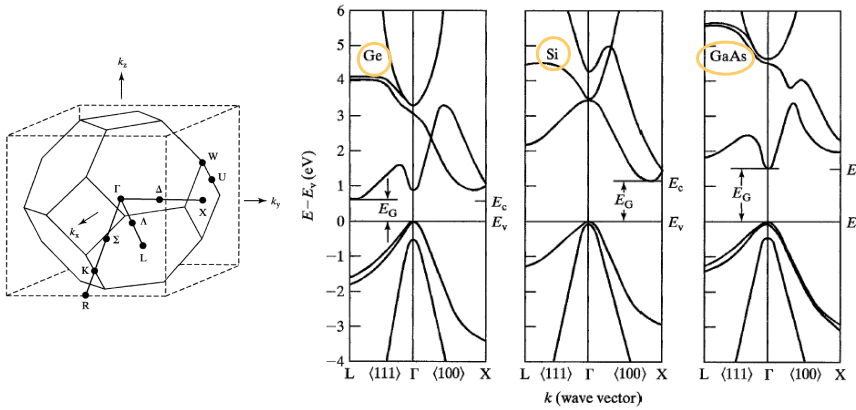 k_z
W
U
Γ
Δ
X
k_y
k_x
Σ
Λ
L
K
R
E – E_v (eV)
6
5
4
3
2
1
0
−1
−2
−3
−4
Ge
E_G
E_c
E_v
L ⟨111⟩ Γ ⟨100⟩ X
Si
E_G
E_c
E_v
L ⟨111⟩ Γ ⟨100⟩ X
GaAs
E_G
E
E
L ⟨111⟩ Γ ⟨100⟩ X
k (wave vector)